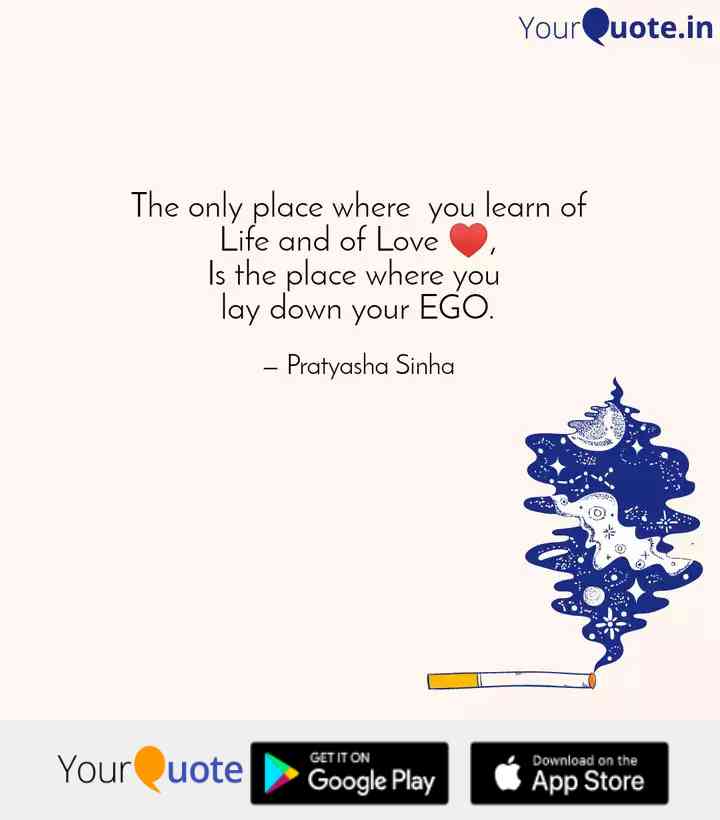 YourQuote.in
The only place where  you learn of
Life and of Love ♥️,
Is the place where you
lay down your EGO.
– Pratyasha Sinha
YourQuote
GET IT ON
Google Play
Download on the
App Store